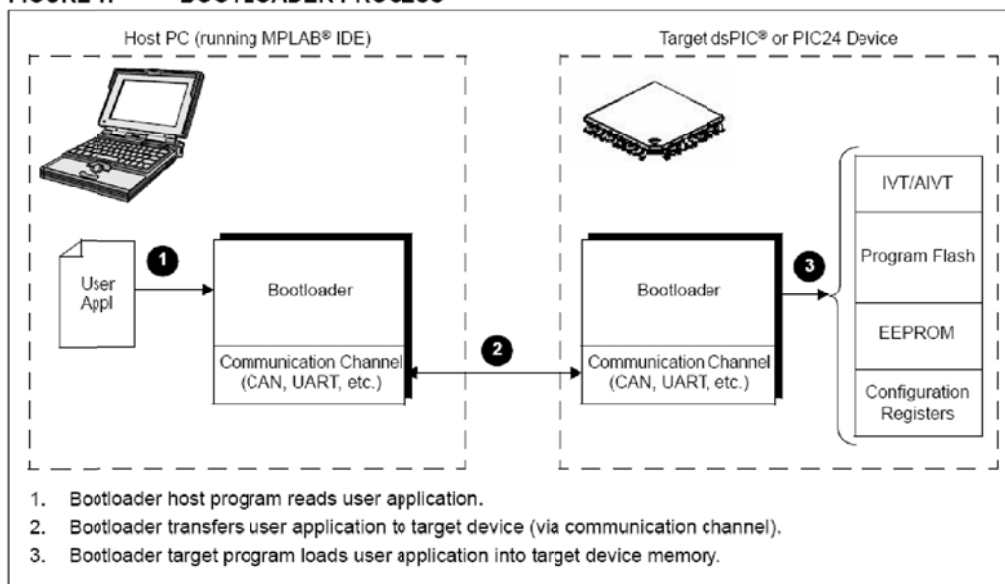 FIGURE 1: BOOTLOADER PROCESS
Host PC (running MPLAB® IDE)
Target dsPIC® or PIC24 Device
1
User
Appl
Bootloader
Communication Channel
(CAN, UART, etc.)
2
Bootloader
Communication Channel
(CAN, UART, etc.)
3
IVT/AIVT
Program Flash
EEPROM
Configuration
Registers
1. Bootloader host program reads user application.
2. Bootloader transfers user application to target device (via communication channel).
3. Bootloader target program loads user application into target device memory.